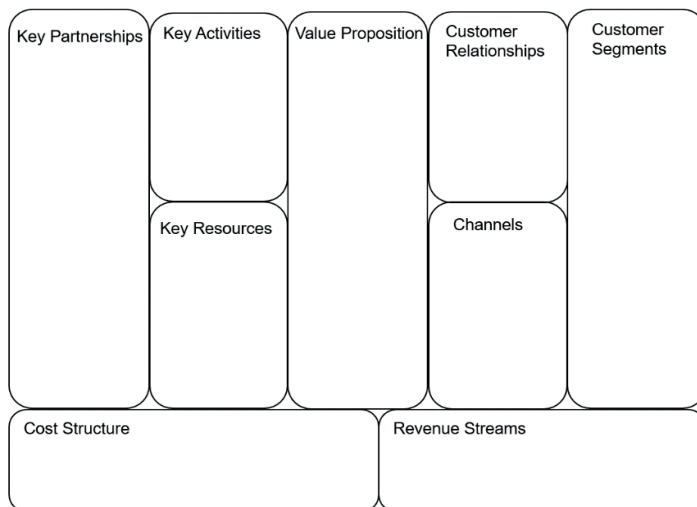 Key Partnerships
Key Activities
Value Proposition
Customer
Relationships
Customer
Segments
Key Resources
Channels
Cost Structure
Revenue Streams